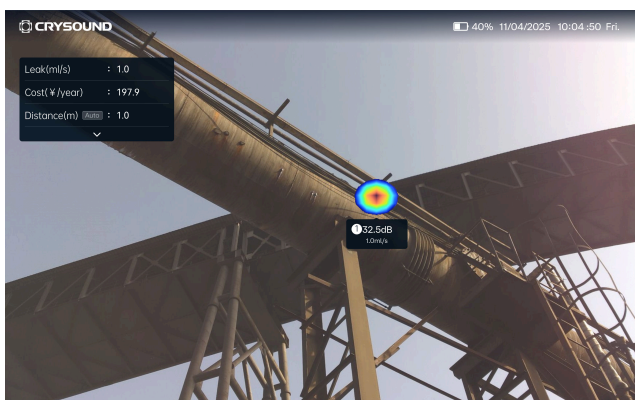 CRYSOUND
40% 11/04/2025 10:04:50 Fri.
Leak(ml/s) : 1.0
Cost(¥/year) : 197.9
Distance(m) Auto : 1.0
1 32.5dB
1.0ml/s